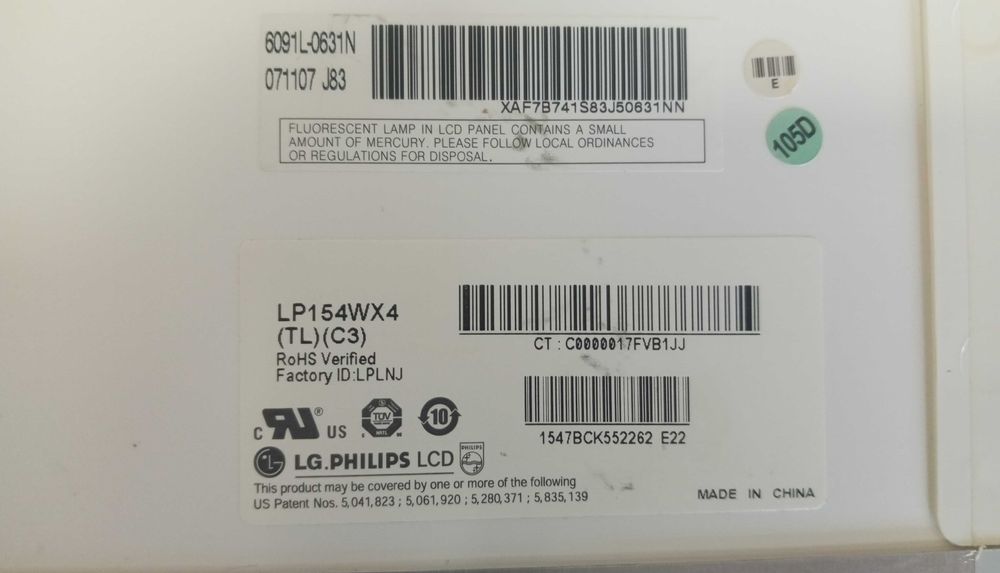 6091L-0631N
071107 J83
XAF7B741S83J50631NN
E
105D
FLUORESCENT LAMP IN LCD PANEL CONTAINS A SMALL
AMOUNT OF MERCURY. PLEASE FOLLOW LOCAL ORDINANCES
OR REGULATIONS FOR DISPOSAL.
LP154WX4
(TL)(C3)
RoHS Verified
Factory ID:LPLNJ
CT : C0000017FVB1JJ
1547BCK552262 E22
c RU ® US
TÜV
10
LG.PHILIPS LCD
PHILIPS
This product may be covered by one or more of the following
US Patent Nos. 5,041,823 ; 5,061,920 ; 5,280,371 ; 5,835,139
MADE IN CHINA